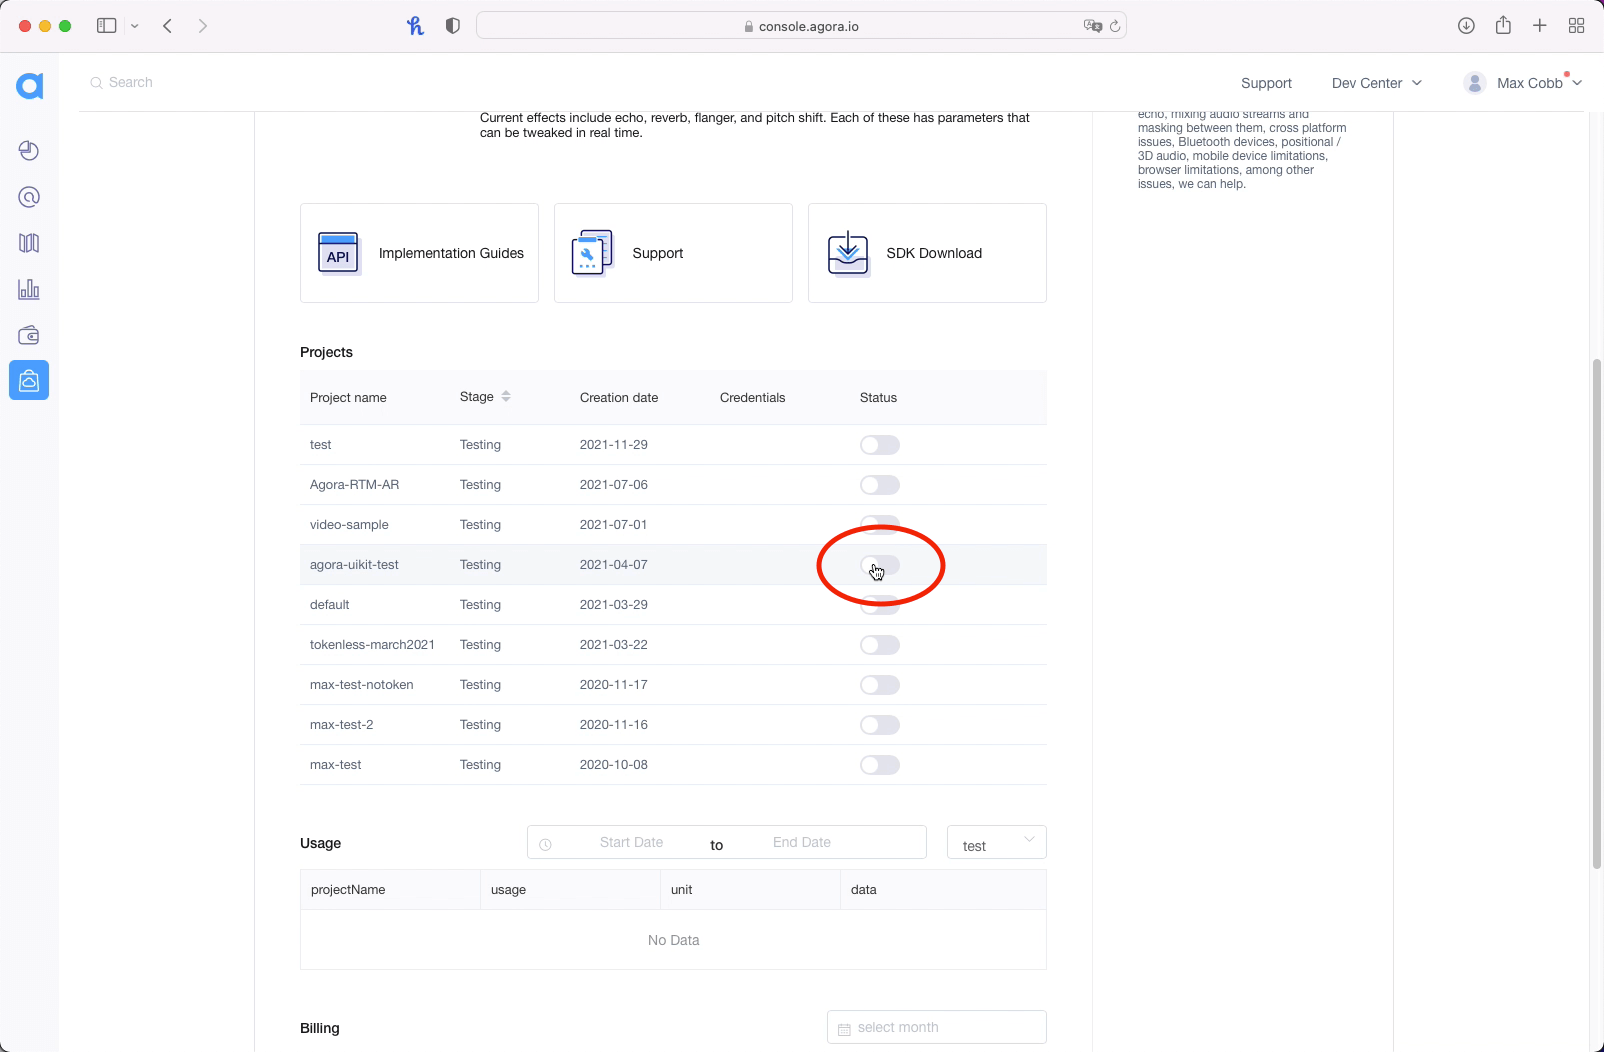 console.agora.io
Search
Support
Dev Center
Max Cobb
Current effects include echo, reverb, flanger, and pitch shift. Each of these has parameters that
can be tweaked in real time.
echo, mixing audio streams and
masking between them, cross platform
issues, Bluetooth devices, positional /
3D audio, mobile device limitations,
browser limitations, among other
issues, we can help.
API
Implementation Guides
Support
SDK Download
Projects
Project name Stage Creation date Credentials Status
test Testing 2021-11-29
Agora-RTM-AR Testing 2021-07-06
video-sample Testing 2021-07-01
agora-uikit-test Testing 2021-04-07
default Testing 2021-03-29
tokenless-march2021 Testing 2021-03-22
max-test-notoken Testing 2020-11-17
max-test-2 Testing 2020-11-16
max-test Testing 2020-10-08
Usage
Start Date to End Date
test
projectName usage unit data
No Data
Billing
select month